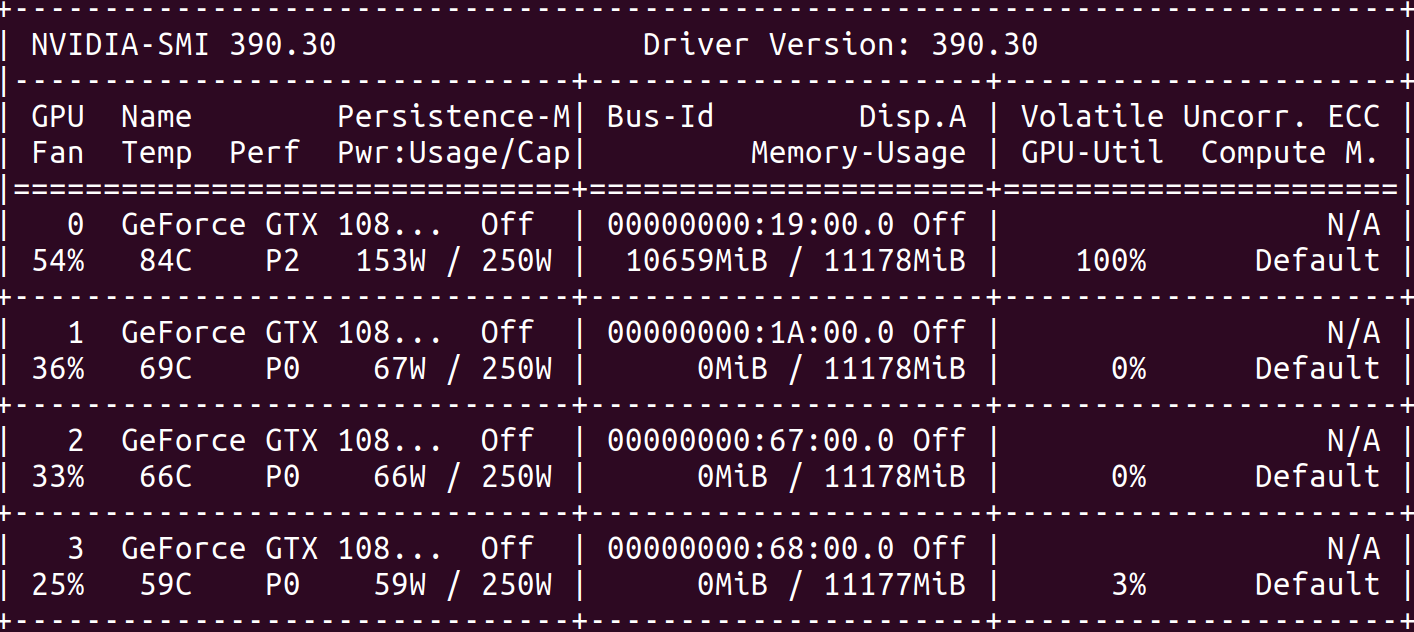 +-----------------------------------------------------------------------------+
| NVIDIA-SMI 390.30                 Driver Version: 390.30                    |
|-------------------------------+----------------------+----------------------+
| GPU  Name        Persistence-M| Bus-Id        Disp.A | Volatile Uncorr. ECC |
| Fan  Temp  Perf  Pwr:Usage/Cap|         Memory-Usage | GPU-Util  Compute M. |
|===============================+======================+======================|
|   0  GeForce GTX 108...  Off  | 00000000:19:00.0 Off |                  N/A |
| 54%   84C    P2   153W / 250W |  10659MiB / 11178MiB |    100%      Default |
+-------------------------------+----------------------+----------------------+
|   1  GeForce GTX 108...  Off  | 00000000:1A:00.0 Off |                  N/A |
| 36%   69C    P0    67W / 250W |      0MiB / 11178MiB |      0%      Default |
+-------------------------------+----------------------+----------------------+
|   2  GeForce GTX 108...  Off  | 00000000:67:00.0 Off |                  N/A |
| 33%   66C    P0    66W / 250W |      0MiB / 11178MiB |      0%      Default |
+-------------------------------+----------------------+----------------------+
|   3  GeForce GTX 108...  Off  | 00000000:68:00.0 Off |                  N/A |
| 25%   59C    P0    59W / 250W |      0MiB / 11177MiB |      3%      Default |
+-------------------------------+----------------------+----------------------+